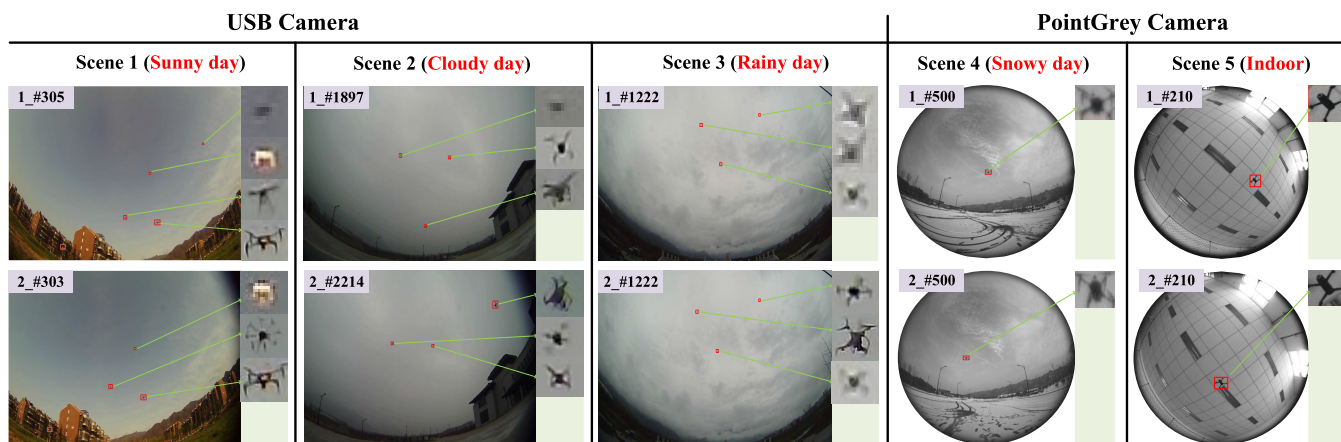 USB Camera
PointGrey Camera
Scene 1 (Sunny day)
Scene 2 (Cloudy day)
Scene 3 (Rainy day)
Scene 4 (Snowy day)
Scene 5 (Indoor)
1_#305
1_#1897
1_#1222
1_#500
1_#210
2_#303
2_#2214
2_#1222
2_#500
2_#210